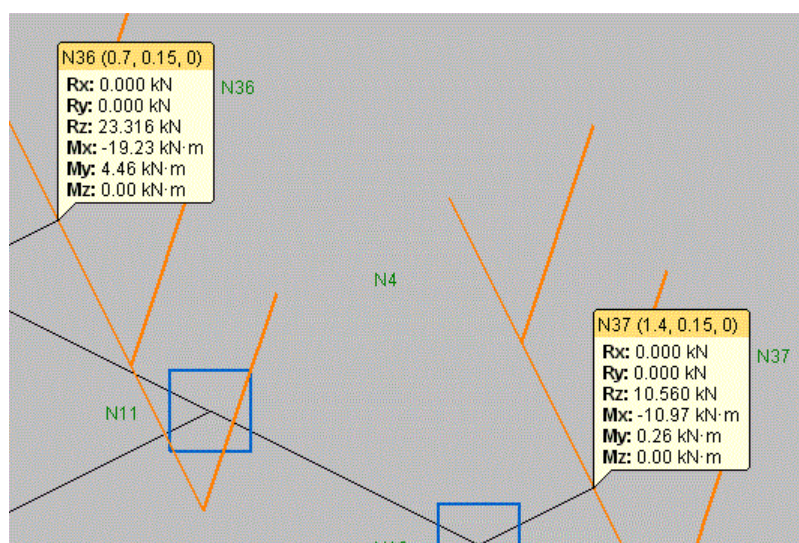 N36 (0.7, 0.15, 0)
Rx: 0.000 kN
Ry: 0.000 kN
Rz: 23.316 kN
Mx: -19.23 kN·m
My: 4.46 kN·m
Mz: 0.00 kN·m
N36
N4
N37 (1.4, 0.15, 0)
Rx: 0.000 kN
Ry: 0.000 kN
Rz: 10.560 kN
Mx: -10.97 kN·m
My: 0.26 kN·m
Mz: 0.00 kN·m
N37
N11